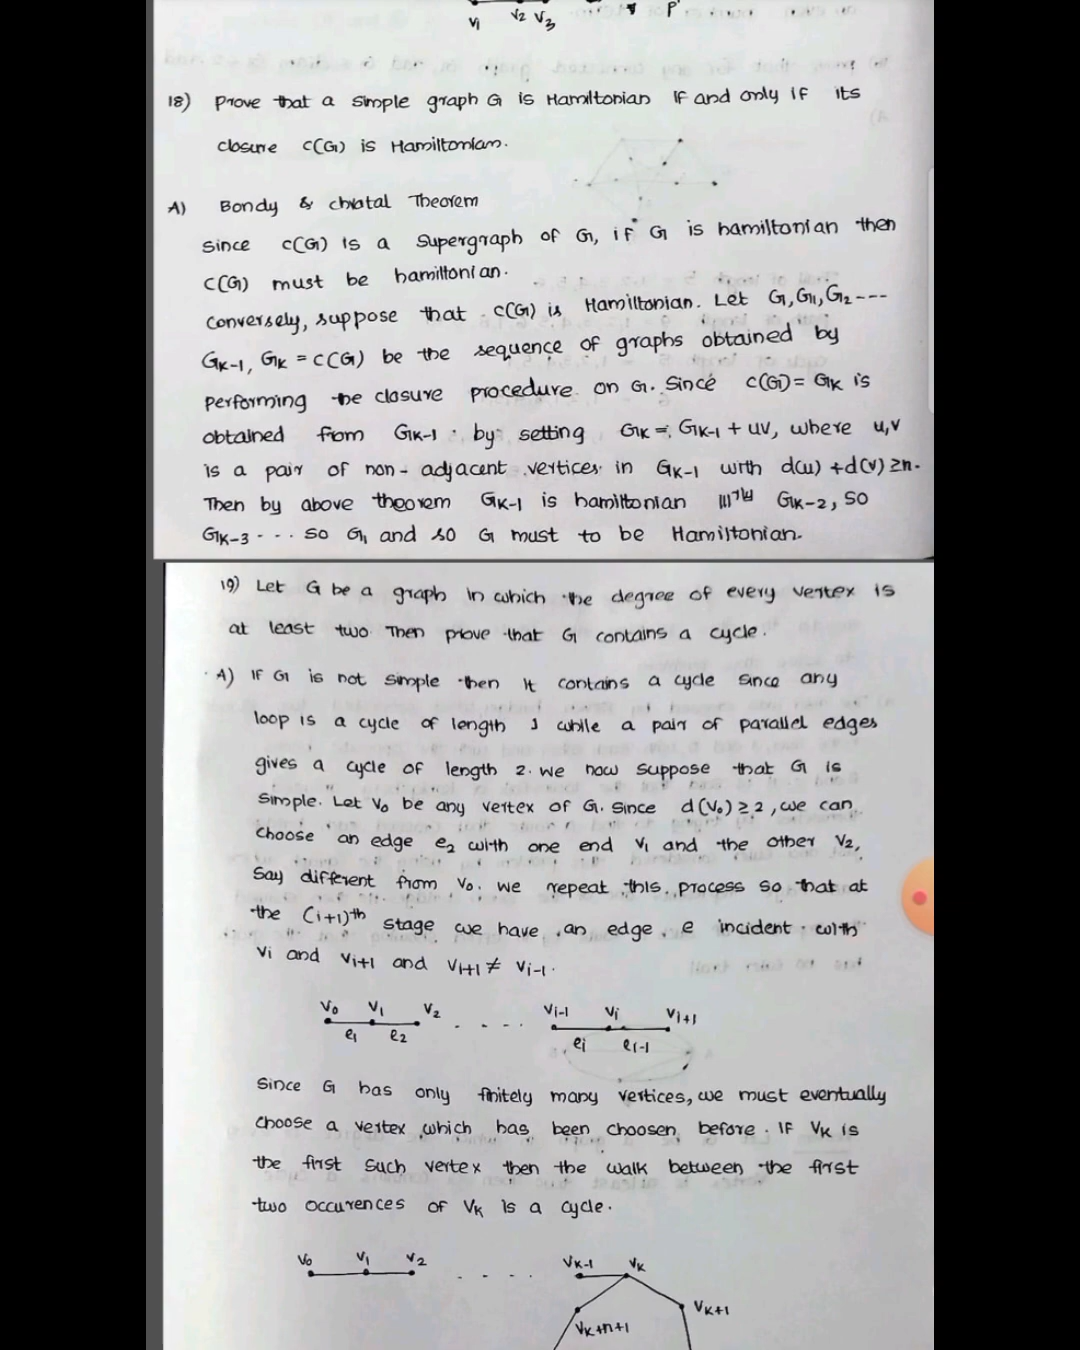 V1 V2 V3 P
18) Prove that a simple graph G is Hamiltonian If and only if its
closure C(G) is Hamiltonian.
A) Bondy & chvatal Theorem
Since C(G) is a Supergraph of G, if G is hamiltonian then
C(G) must be hamiltonian.
Conversely, suppose that C(G) is Hamiltonian. Let G, G1, G2 ---
GK-1, GK = C(G) be the sequence of graphs obtained by
performing the closure procedure on G. Since C(G) = GK is
obtained from GK-1 by setting GK = GK-1 + uv, where u,v
is a pair of non-adjacent vertices in GK-1 with d(u) + d(v) ≥ n.
Then by above theorem GK-1 is hamiltonian |||ly GK-2, so
GK-3 - - . so G1 and so G must to be Hamiltonian.
19) Let G be a graph in which the degree of every vertex is
at least two. Then prove that G contains a cycle.
A) If G is not simple then it contains a cycle since any
loop is a cycle of length 1 while a pair of parallel edges
gives a cycle of length 2. We now suppose that G is
simple. Let V0 be any vertex of G. Since d(V0) ≥ 2, we can
choose an edge e2 with one end V1 and the other V2,
Say different from V0. We repeat this process so that at
the (i+1)th stage we have an edge e incident with
Vi and Vi+1 and Vi+1 ≠ Vi-1.
V0 V1 V2 Vi-1 Vi Vi+1
e1 e2 . - - . ei ei-1
Since G has only finitely many vertices, we must eventually
choose a vertex which has been choosen before. If VK is
the first such vertex then the walk between the first
two occurences of VK is a cycle.
V0 V1 V2 . - . . VK-1 VK
VK+1
VK+n+1